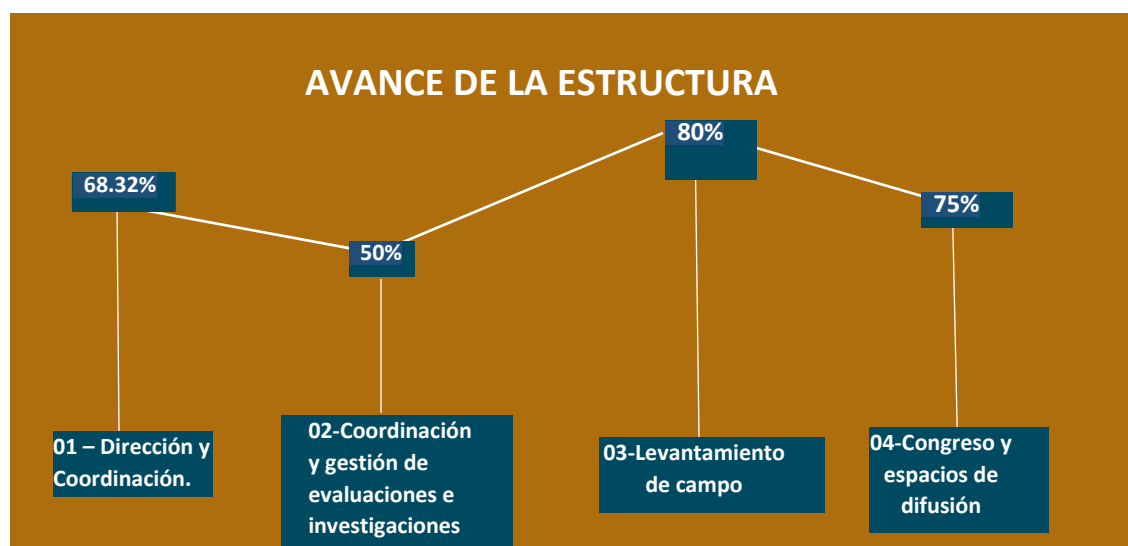 AVANCE DE LA ESTRUCTURA
68.32%
50%
80%
75%
01 – Dirección y
Coordinación.
02-Coordinación
y gestión de
evaluaciones e
investigaciones
03-Levantamiento
de campo
04-Congreso y
espacios de
difusión